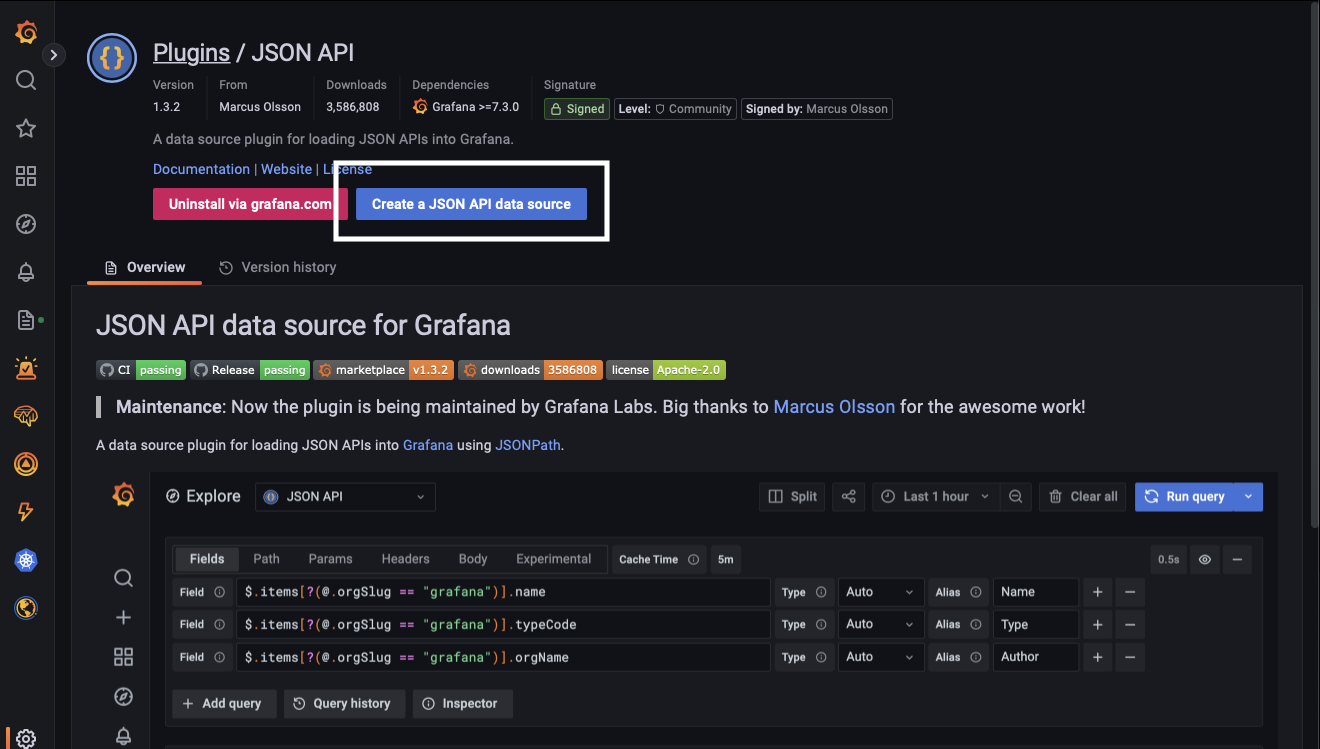 Plugins / JSON API
Version From Downloads Dependencies Signature
1.3.2 Marcus Olsson 3,586,808 Grafana >=7.3.0 Signed Level: Community Signed by: Marcus Olsson
A data source plugin for loading JSON APIs into Grafana.
Documentation | Website | License
Uninstall via grafana.com Create a JSON API data source
Overview Version history
JSON API data source for Grafana
CI passing Release passing marketplace v1.3.2 downloads 3586808 license Apache-2.0
Maintenance: Now the plugin is being maintained by Grafana Labs. Big thanks to Marcus Olsson for the awesome work!
A data source plugin for loading JSON APIs into Grafana using JSONPath.
Explore JSON API Split Last 1 hour Clear all Run query
Fields Path Params Headers Body Experimental Cache Time 5m 0.5s
Field $.items[?(@.orgSlug == "grafana")].name Type Auto Alias Name
Field $.items[?(@.orgSlug == "grafana")].typeCode Type Auto Alias Type
Field $.items[?(@.orgSlug == "grafana")].orgName Type Auto Alias Author
+ Add query Query history Inspector